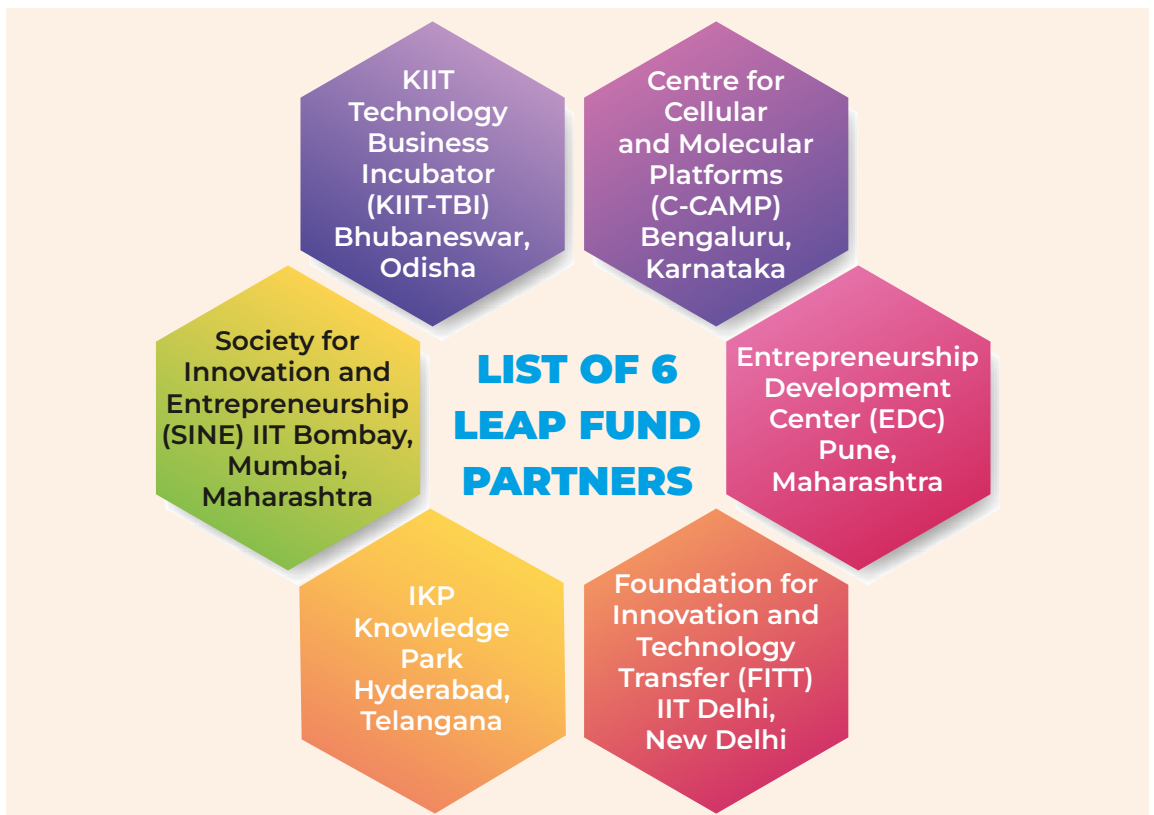 KIIT
Technology
Business
Incubator
(KIIT-TBI)
Bhubaneswar,
Odisha
Centre for
Cellular
and Molecular
Platforms
(C-CAMP)
Bengaluru,
Karnataka
Society for
Innovation and
Entrepreneurship
(SINE) IIT Bombay,
Mumbai,
Maharashtra
LIST OF 6
LEAP FUND
PARTNERS
Entrepreneurship
Development
Center (EDC)
Pune,
Maharashtra
IKP
Knowledge
Park
Hyderabad,
Telangana
Foundation for
Innovation and
Technology
Transfer (FITT)
IIT Delhi,
New Delhi